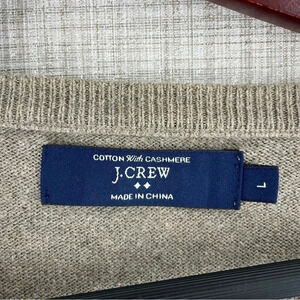 COTTON With CASHMERE
J.CREW
MADE IN CHINA
L